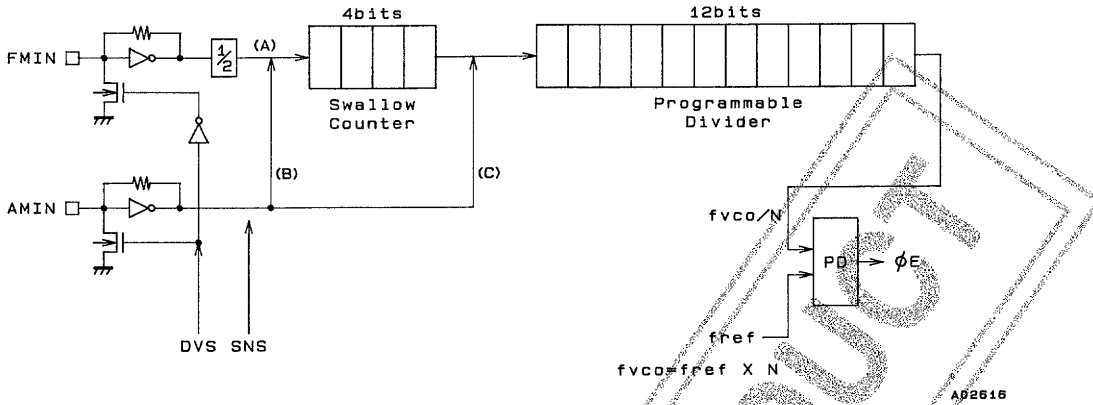 4bits
12bits
FMIN
1/2
(A)
Swallow
Counter
Programmable
Divider
(B)
(C)
AMIN
fvco/N
PD
φE
DVS SNS
fref
fvco=fref X N
A02616